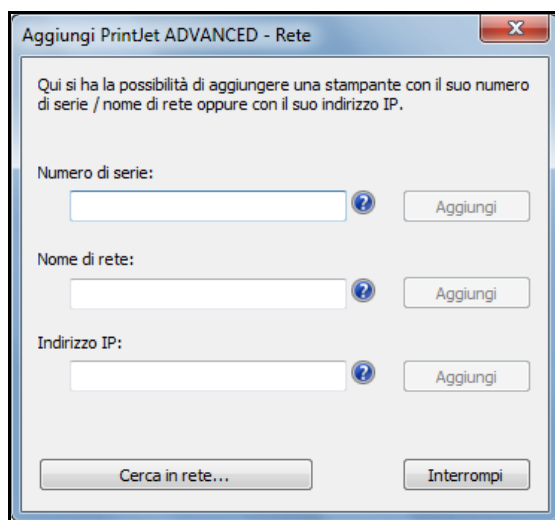 Aggiungi PrintJet ADVANCED - Rete
Qui si ha la possibilità di aggiungere una stampante con il suo numero
di serie / nome di rete oppure con il suo indirizzo IP.
Numero di serie:
Aggiungi
Nome di rete:
Aggiungi
Indirizzo IP:
Aggiungi
Cerca in rete...
Interrompi